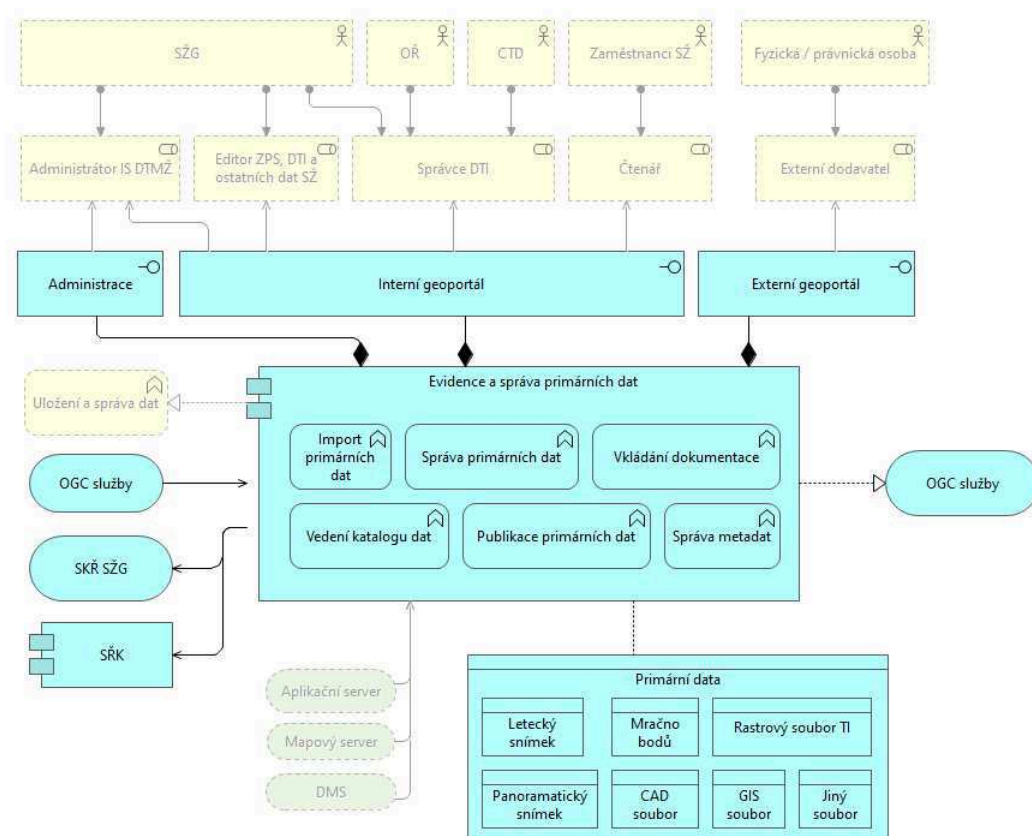 SŽG
OŘ
CTD
Zaměstnanci SŽ
Fyzická / právnická osoba
Administrátor IS DTMŽ
Editor ZPS, DTI a
ostatních dat SŽ
Správce DTI
Čtenář
Externí dodavatel
Administrace
Interní geoportál
Externí geoportál
Evidence a správa primárních dat
Uložení a správa dat
Import
primárních
dat
Správa primárních dat
Vkládání dokumentace
OGC služby
OGC služby
Vedení katalogu dat
Publikace primárních dat
Správa metadat
SKŘ SŽG
SŘK
Aplikační server
Mapový server
DMS
Primární data
Letecký
snímek
Mračno
bodů
Rastrový soubor TI
Panoramatický
snímek
CAD
soubor
GIS
soubor
Jiný
soubor